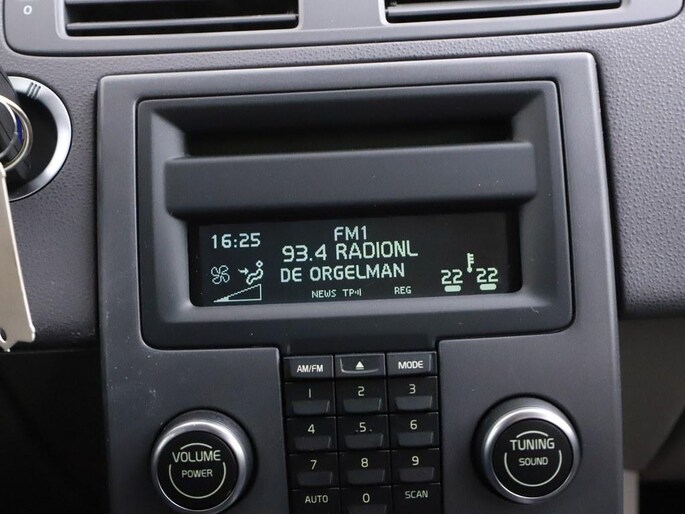 0
FM1
16:25
93.4 RADIONL
DE ORGELMAN
22 22
NEWS TP REG
AM/FM MODE
1 2 3
4 .5. 6
7 8 9
AUTO 0 SCAN
VOLUME
POWER
TUNING
SOUND